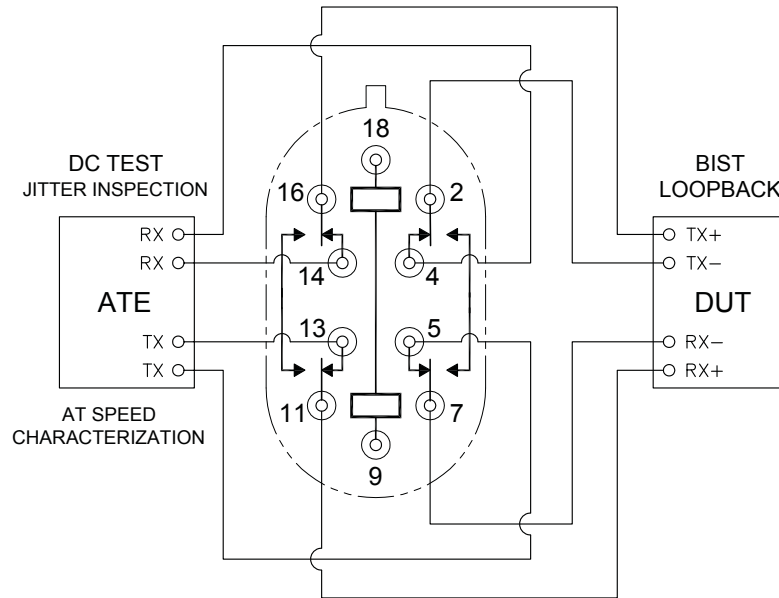 DC TEST
JITTER INSPECTION
RX
RX
ATE
TX
TX
AT SPEED
CHARACTERIZATION
18
16
2
14
4
13
5
11
7
9
BIST
LOOPBACK
TX+
TX-
DUT
RX-
RX+